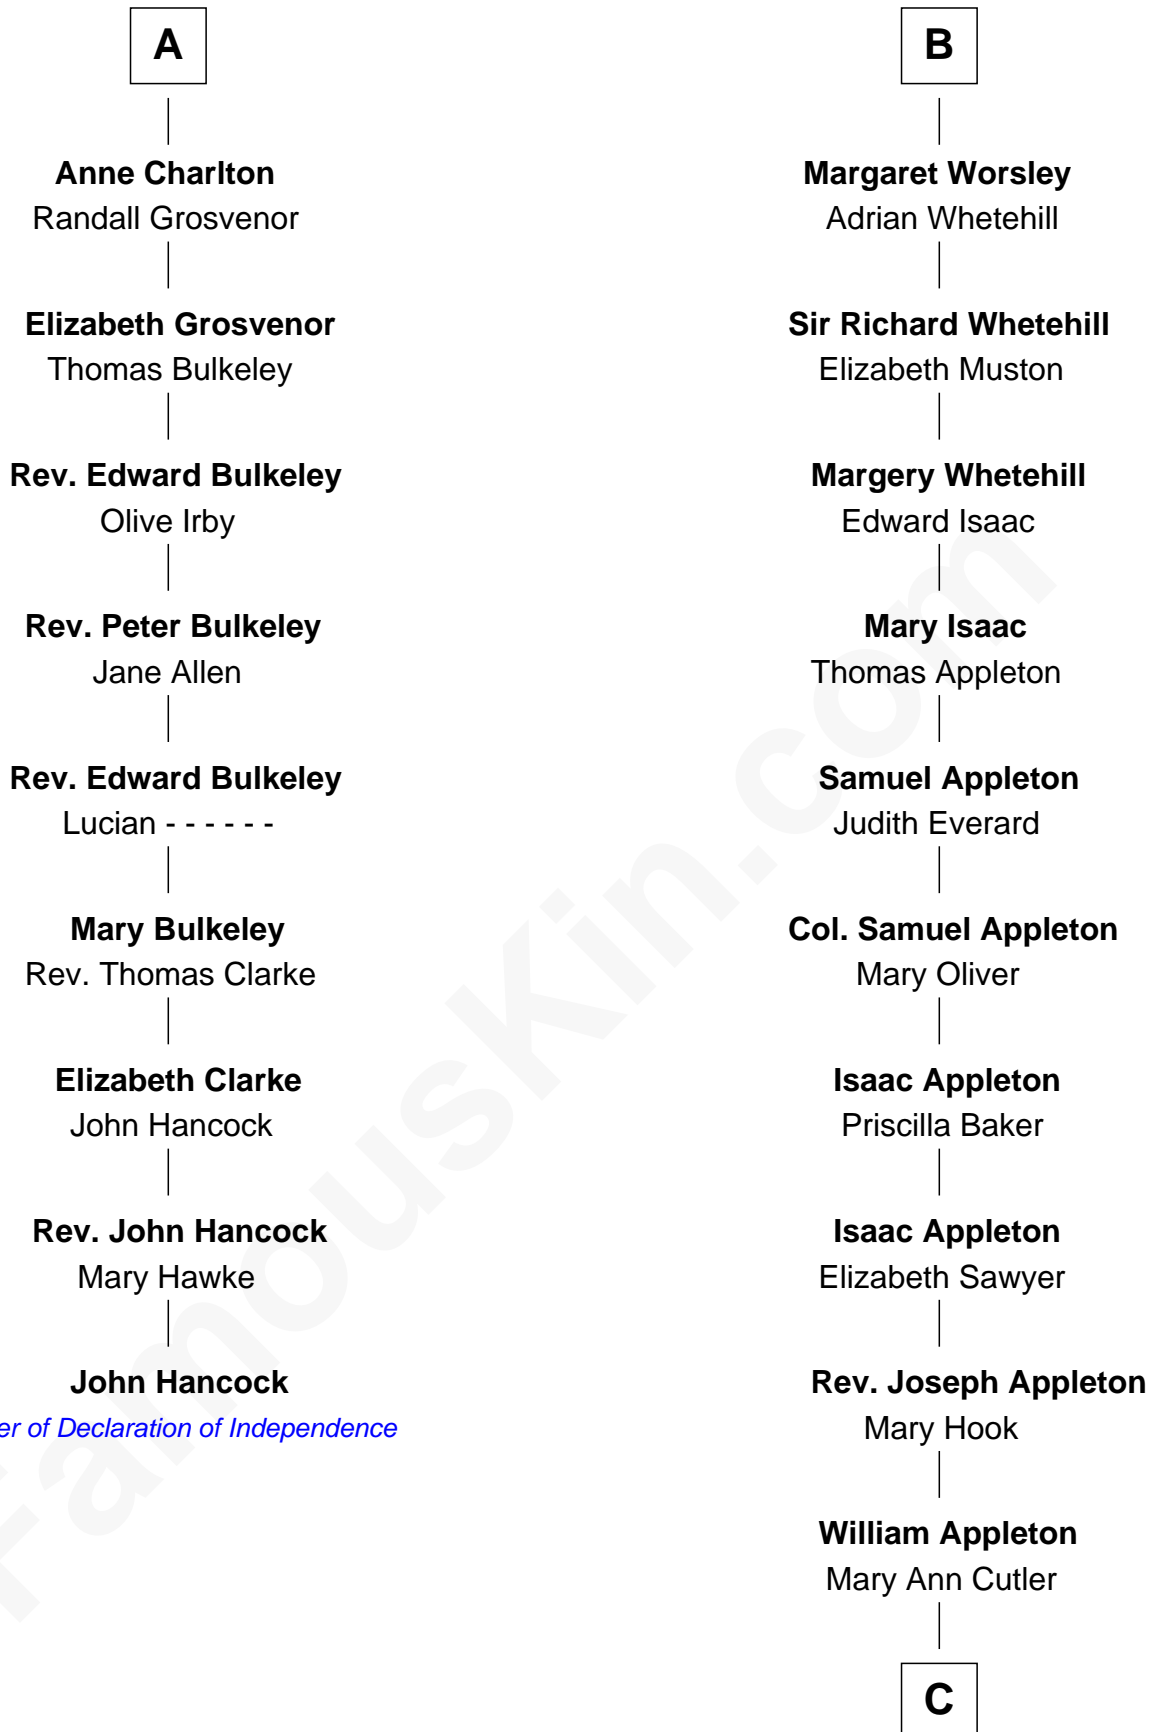 A
Anne Charlton
Randall Grosvenor
Elizabeth Grosvenor
Thomas Bulkeley
Rev. Edward Bulkeley
Olive Irby
Rev. Peter Bulkeley
Jane Allen
Rev. Edward Bulkeley
Lucian - - - - - -
Mary Bulkeley
Rev. Thomas Clarke
Elizabeth Clarke
John Hancock
Rev. John Hancock
Mary Hawke
John Hancock
er of Declaration of Independence
B
Margaret Worsley
Adrian Whetehill
Sir Richard Whetehill
Elizabeth Muston
Margery Whetehill
Edward Isaac
Mary Isaac
Thomas Appleton
Samuel Appleton
Judith Everard
Col. Samuel Appleton
Mary Oliver
Isaac Appleton
Priscilla Baker
Isaac Appleton
Elizabeth Sawyer
Rev. Joseph Appleton
Mary Hook
William Appleton
Mary Ann Cutler
C
FamousKin.com